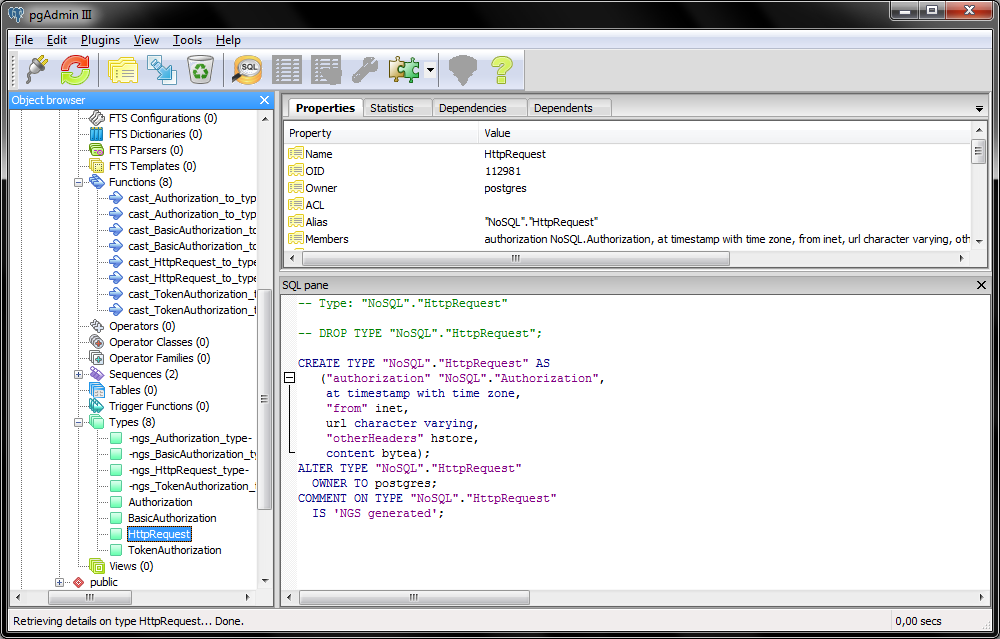 pgAdmin III
File Edit Plugins View Tools Help
SQL
Object browser
FTS Configurations (0)
FTS Dictionaries (0)
FTS Parsers (0)
FTS Templates (0)
Functions (8)
cast_Authorization_to_typ
cast_Authorization_to_typ
cast_BasicAuthorization_to
cast_BasicAuthorization_to
cast_HttpRequest_to_type
cast_HttpRequest_to_type
cast_TokenAuthorization_t
cast_TokenAuthorization_t
Operators (0)
Operator Classes (0)
Operator Families (0)
Sequences (2)
Tables (0)
Trigger Functions (0)
Types (8)
-ngs_Authorization_type-
-ngs_BasicAuthorization_ty
-ngs_HttpRequest_type-
-ngs_TokenAuthorization_t
Authorization
BasicAuthorization
HttpRequest
TokenAuthorization
Views (0)
public
Properties Statistics Dependencies Dependents
Property Value
Name HttpRequest
OID 112981
Owner postgres
ACL
Alias "NoSQL"."HttpRequest"
Members authorization NoSQL.Authorization, at timestamp with time zone, from inet, url character varying, oth
SQL pane
-- Type: "NoSQL"."HttpRequest"
-- DROP TYPE "NoSQL"."HttpRequest";
CREATE TYPE "NoSQL"."HttpRequest" AS
("authorization" "NoSQL"."Authorization",
at timestamp with time zone,
"from" inet,
url character varying,
"otherHeaders" hstore,
content bytea);
ALTER TYPE "NoSQL"."HttpRequest"
OWNER TO postgres;
COMMENT ON TYPE "NoSQL"."HttpRequest"
IS 'NGS generated';
Retrieving details on type HttpRequest... Done.
0,00 secs